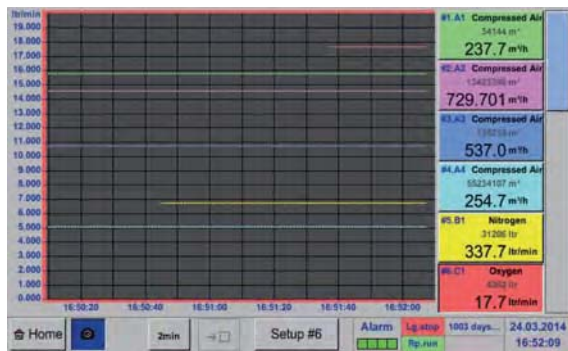 ltr/min
19.000
18.000
17.000
16.000
15.000
14.000
13.000
12.000
11.000
10.000
9.000
8.000
7.000
6.000
5.000
4.000
3.000
2.000
1.000
0.000
16:50:20 16:50:40 16:51:00 16:51:20 16:51:40 16:52:00
#1.A1 Compressed Air
34144 m³
237.7 m³/h
#2.A2 Compressed Air
729.701 m³/h
#3.A3 Compressed Air
537.0 m³/h
#4.A4 Compressed Air
55234107 m³
254.7 m³/h
#5.B1 Nitrogen
31206 ltr
337.7 ltr/min
#6.C1 Oxygen
17.7 ltr/min
Home
2min
Setup #6
Alarm
Lg.stop 1003 days...
Rp.run
24.03.2014
16:52:09